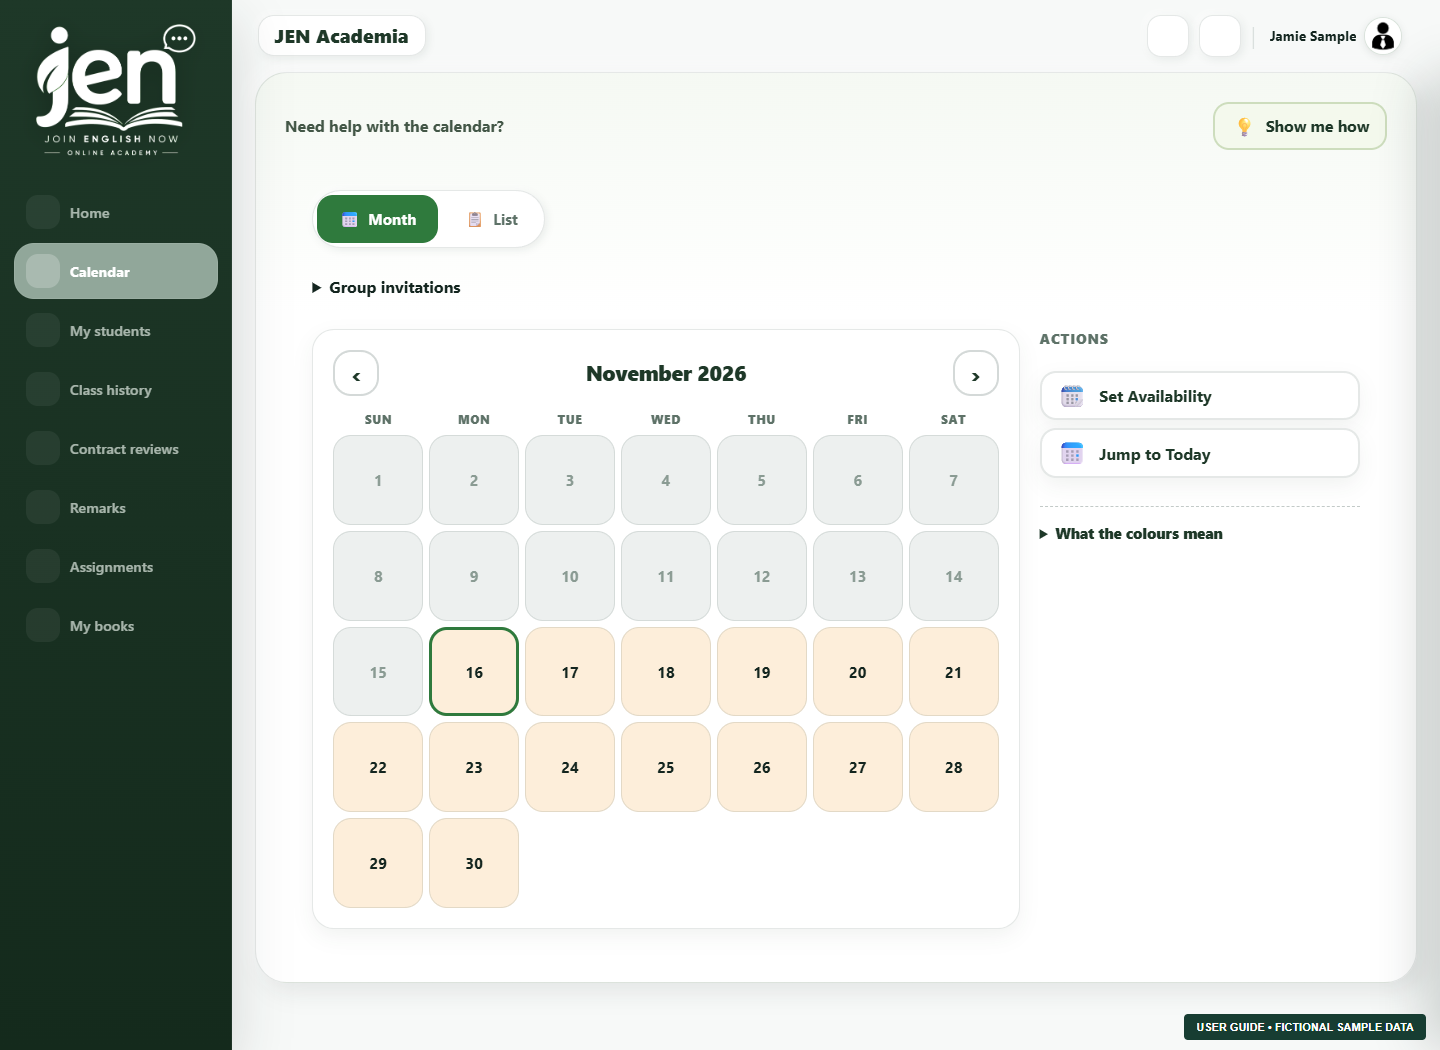 jen
JOIN ENGLISH NOW
ONLINE ACADEMY
Home
Calendar
My students
Class history
Contract reviews
Remarks
Assignments
My books
JEN Academia
Jamie Sample
Need help with the calendar?
Show me how
Month
List
Group invitations
November 2026
SUN MON TUE WED THU FRI SAT
1 2 3 4 5 6 7
8 9 10 11 12 13 14
15 16 17 18 19 20 21
22 23 24 25 26 27 28
29 30
ACTIONS
Set Availability
Jump to Today
What the colours mean
USER GUIDE • FICTIONAL SAMPLE DATA